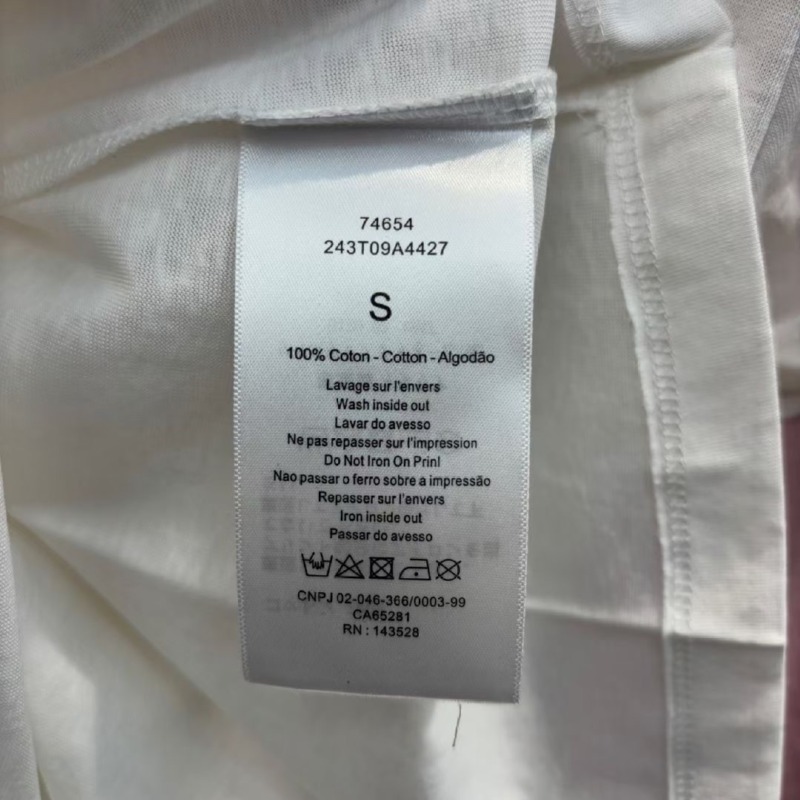 74654
243T09A4427
S
100% Coton - Cotton - Algodão
Lavage sur l'envers
Wash inside out
Lavar do avesso
Ne pas repasser sur l'impression
Do Not Iron On Prinl
Nao passar o ferro sobre a impressão
Repasser sur l'envers
Iron inside out
Passar do avesso
CNPJ 02-046-366/0003-99
CA65281
RN : 143528